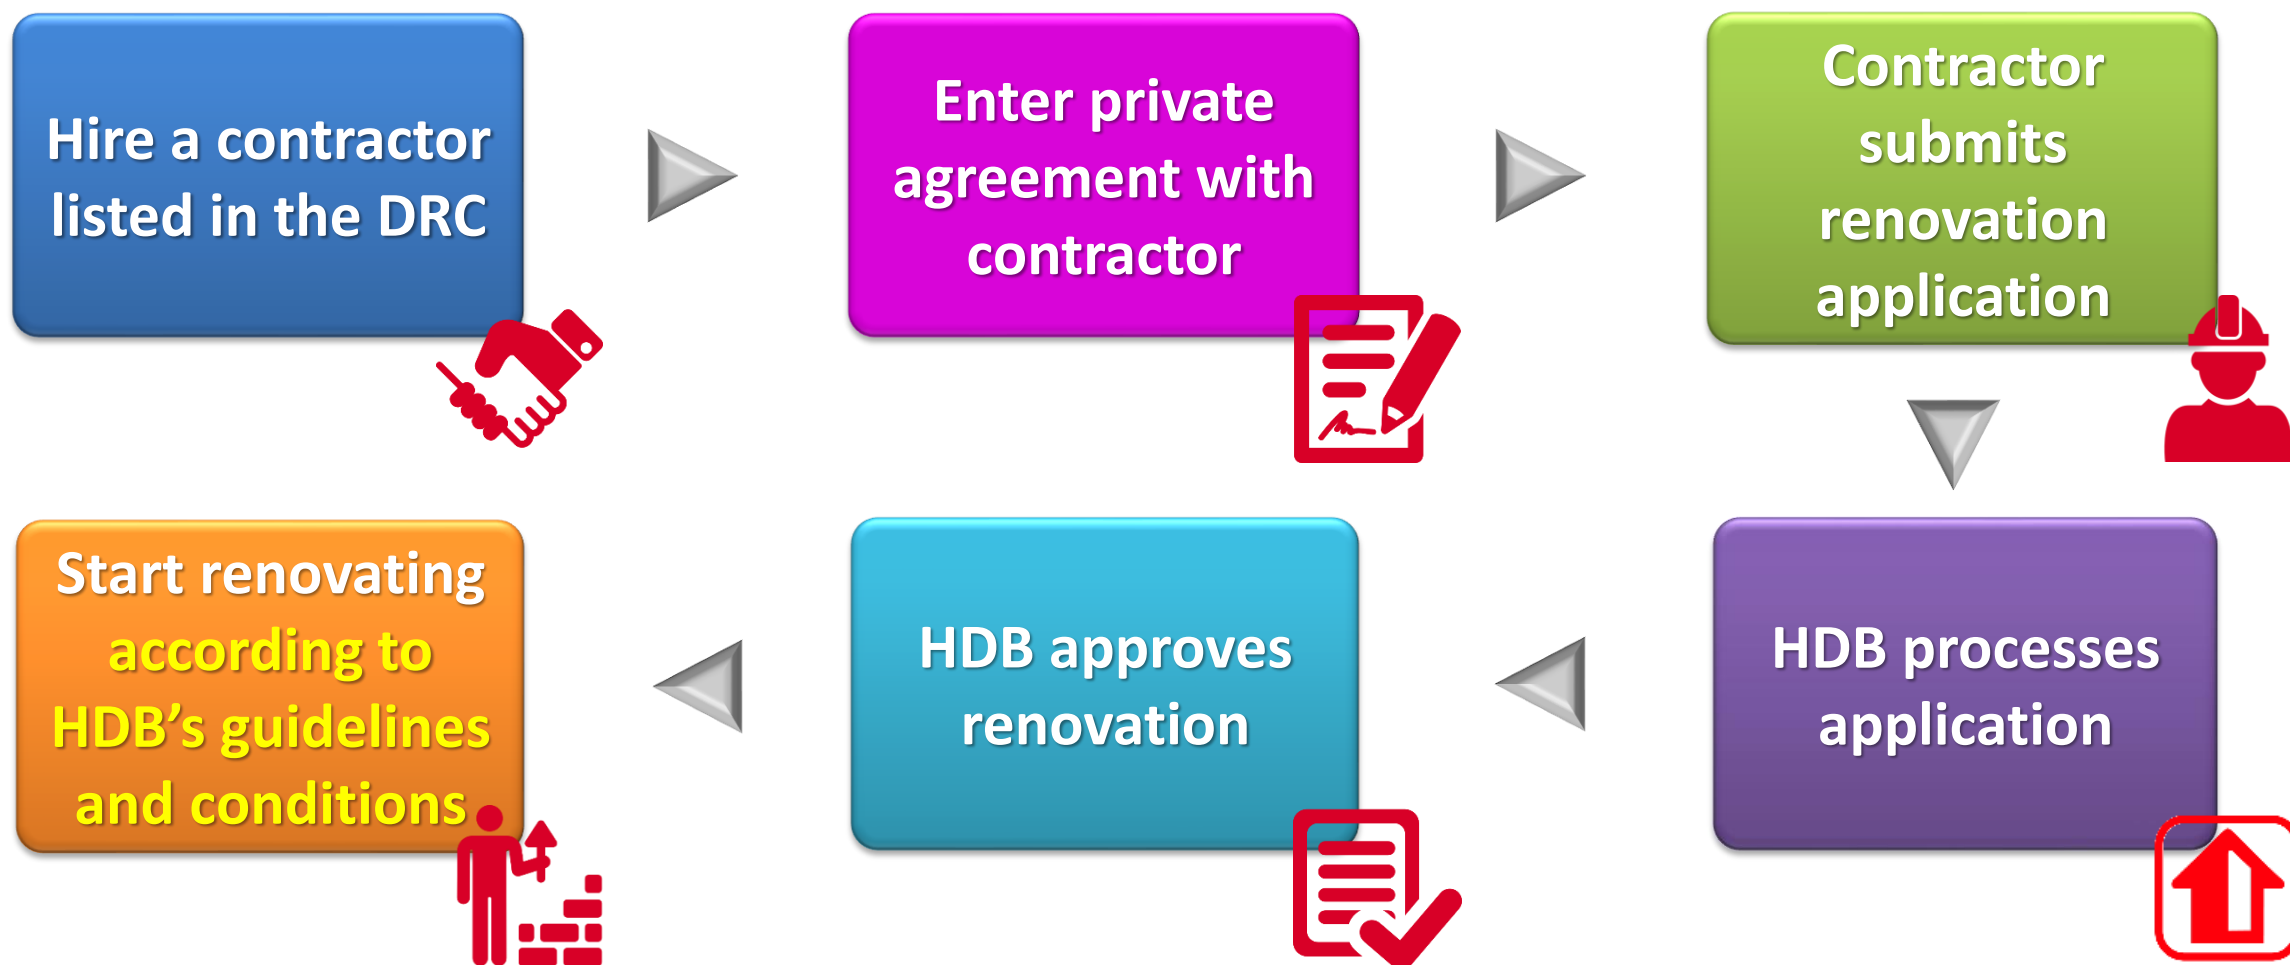 Hire a contractor
listed in the DRC
Enter private
agreement with
contractor
Contractor
submits
renovation
application
HDB processes
application
HDB approves
renovation
Start renovating
according to
HDB’s guidelines
and conditions